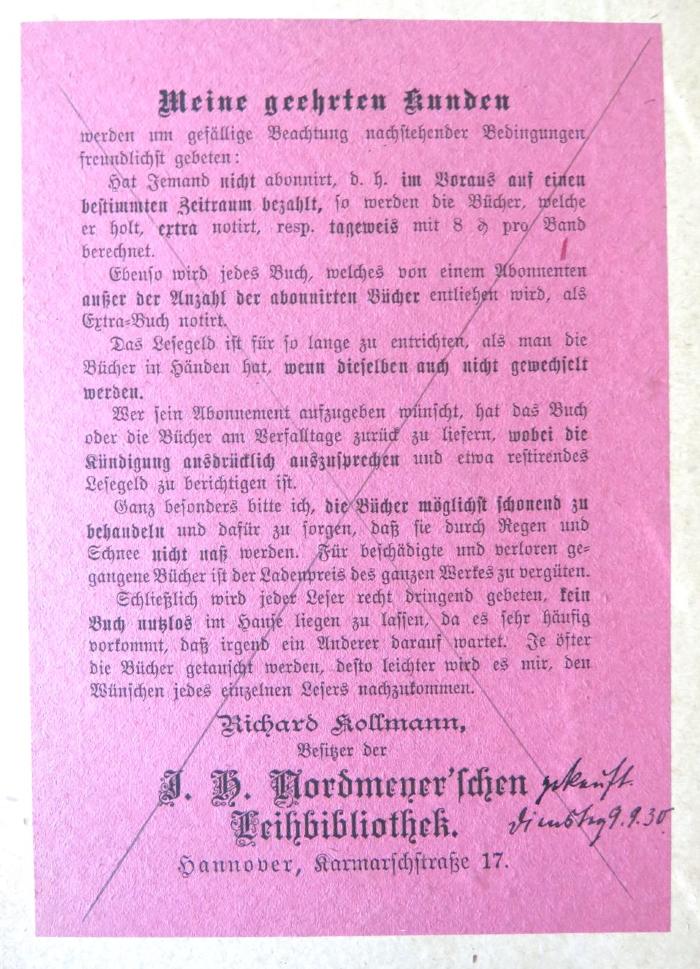 Meine geehrten Kunden
werden um gefällige Beachtung nachstehender Bedingungen
freundlichst gebeten:
Hat Jemand nicht abonnirt, d. h. im Voraus auf einen
bestimmten Zeitraum bezahlt, so werden die Bücher, welche
er holt, extra notirt, resp. tageweis mit 8 ₰ pro Band
berechnet.
Ebenso wird jedes Buch, welches von einem Abonnenten
außer der Anzahl der abonnirten Bücher entliehen wird, als
Extra-Buch notirt.
Das Lesegeld ist für so lange zu entrichten, als man die
Bücher in Händen hat, wenn dieselben auch nicht gewechselt
werden.
Wer sein Abonnement aufzugeben wünscht, hat das Buch
oder die Bücher am Verfalltage zurück zu liefern, wobei die
Kündigung ausdrücklich auszusprechen und etwa restirendes
Lesegeld zu berichtigen ist.
Ganz besonders bitte ich, die Bücher möglichst schonend zu
behandeln und dafür zu sorgen, daß sie durch Regen und
Schnee nicht naß werden. Für beschädigte und verloren ge-
gangene Bücher ist der Ladenpreis des ganzen Werkes zu vergüten.
Schließlich wird jeder Leser recht dringend gebeten, kein
Buch nutzlos im Hause liegen zu lassen, da es sehr häufig
vorkommt, daß irgend ein Anderer darauf wartet. Je öfter
die Bücher getauscht werden, desto leichter wird es mir, den
Wünschen jedes einzelnen Lesers nachzukommen.
Richard Kollmann,
Besitzer der
J. H. Nordmeyer'schen
Leihbibliothek.
Hannover, Karmarschstraße 17.
gekauft.
Dienstag 9.9.30